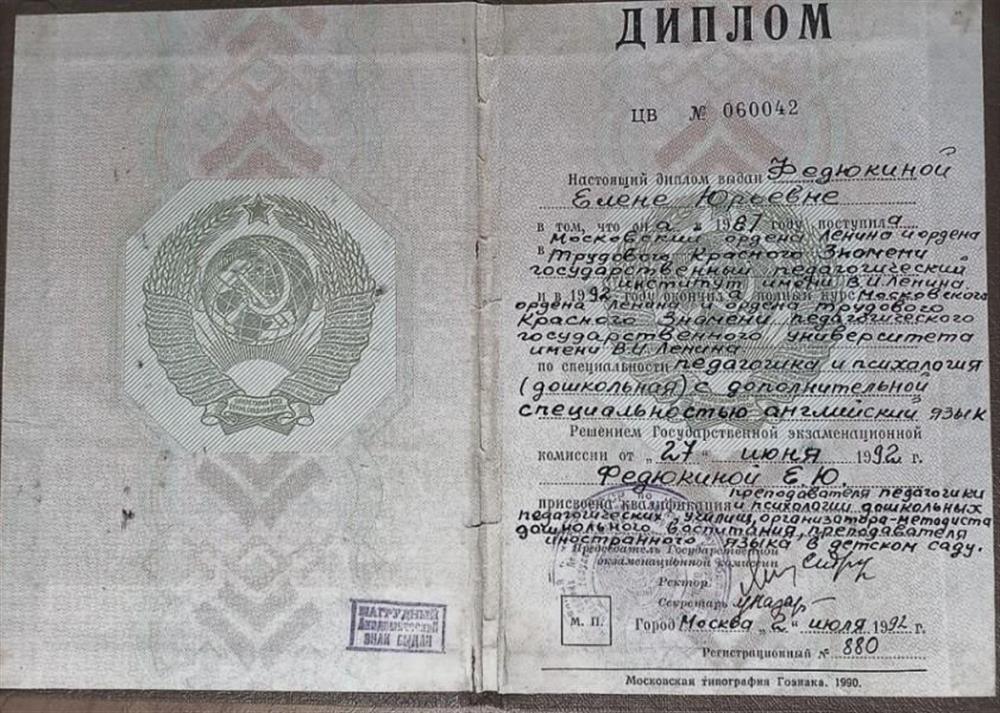 НАГРУДНЫЙ
Академический
ЗНАК
ДИПЛОМ
ЦВ № 060042
Настоящий диплом выдан Федюкиной
Елене Юрьевне
в том, что она в 1987 году поступила
Московский ордена Ленина и ордена
в Трудового Красного Знамени
государственный педагогический
институт имени В.И.Ленина
и в 1992 году окончила полный курс Московского
ордена Ленина и ордена Трудового
Красного Знамени педагогического
государственного университета
имени В.И.Ленина
по специальности педагогика и психология
(дошкольная) с дополнительной
специальностью английский язык
Решением Государственной экзаменационной
комиссии от „27" июня 1992 г.
Федюкиной Е.Ю.
преподавателя педагогики
присвоена квалификация и психологии дошкольных
педагогических училищ, организатора-методиста
дошкольного воспитания, преподавателя
иностранного языка в детском саду.
Председатель Государственной
экзаменационной комиссии
Ректор
Секретарь
М. П.
Город Москва „2" июля 1992 г.
Регистрационный № 880
Московская типография Гознака. 1990.